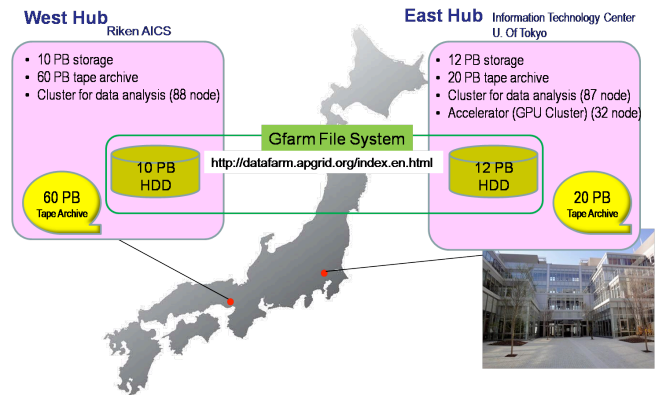 West Hub
Riken AICS
▪ 10 PB storage
▪ 60 PB tape archive
▪ Cluster for data analysis (88 node)
East Hub Information Technology Center
U. Of Tokyo
▪ 12 PB storage
▪ 20 PB tape archive
▪ Cluster for data analysis (87 node)
▪ Accelerator (GPU Cluster) (32 node)
Gfarm File System
http://datafarm.apgrid.org/index.en.html
10 PB
HDD
12 PB
HDD
60 PB
Tape Archive
20 PB
Tape Archive